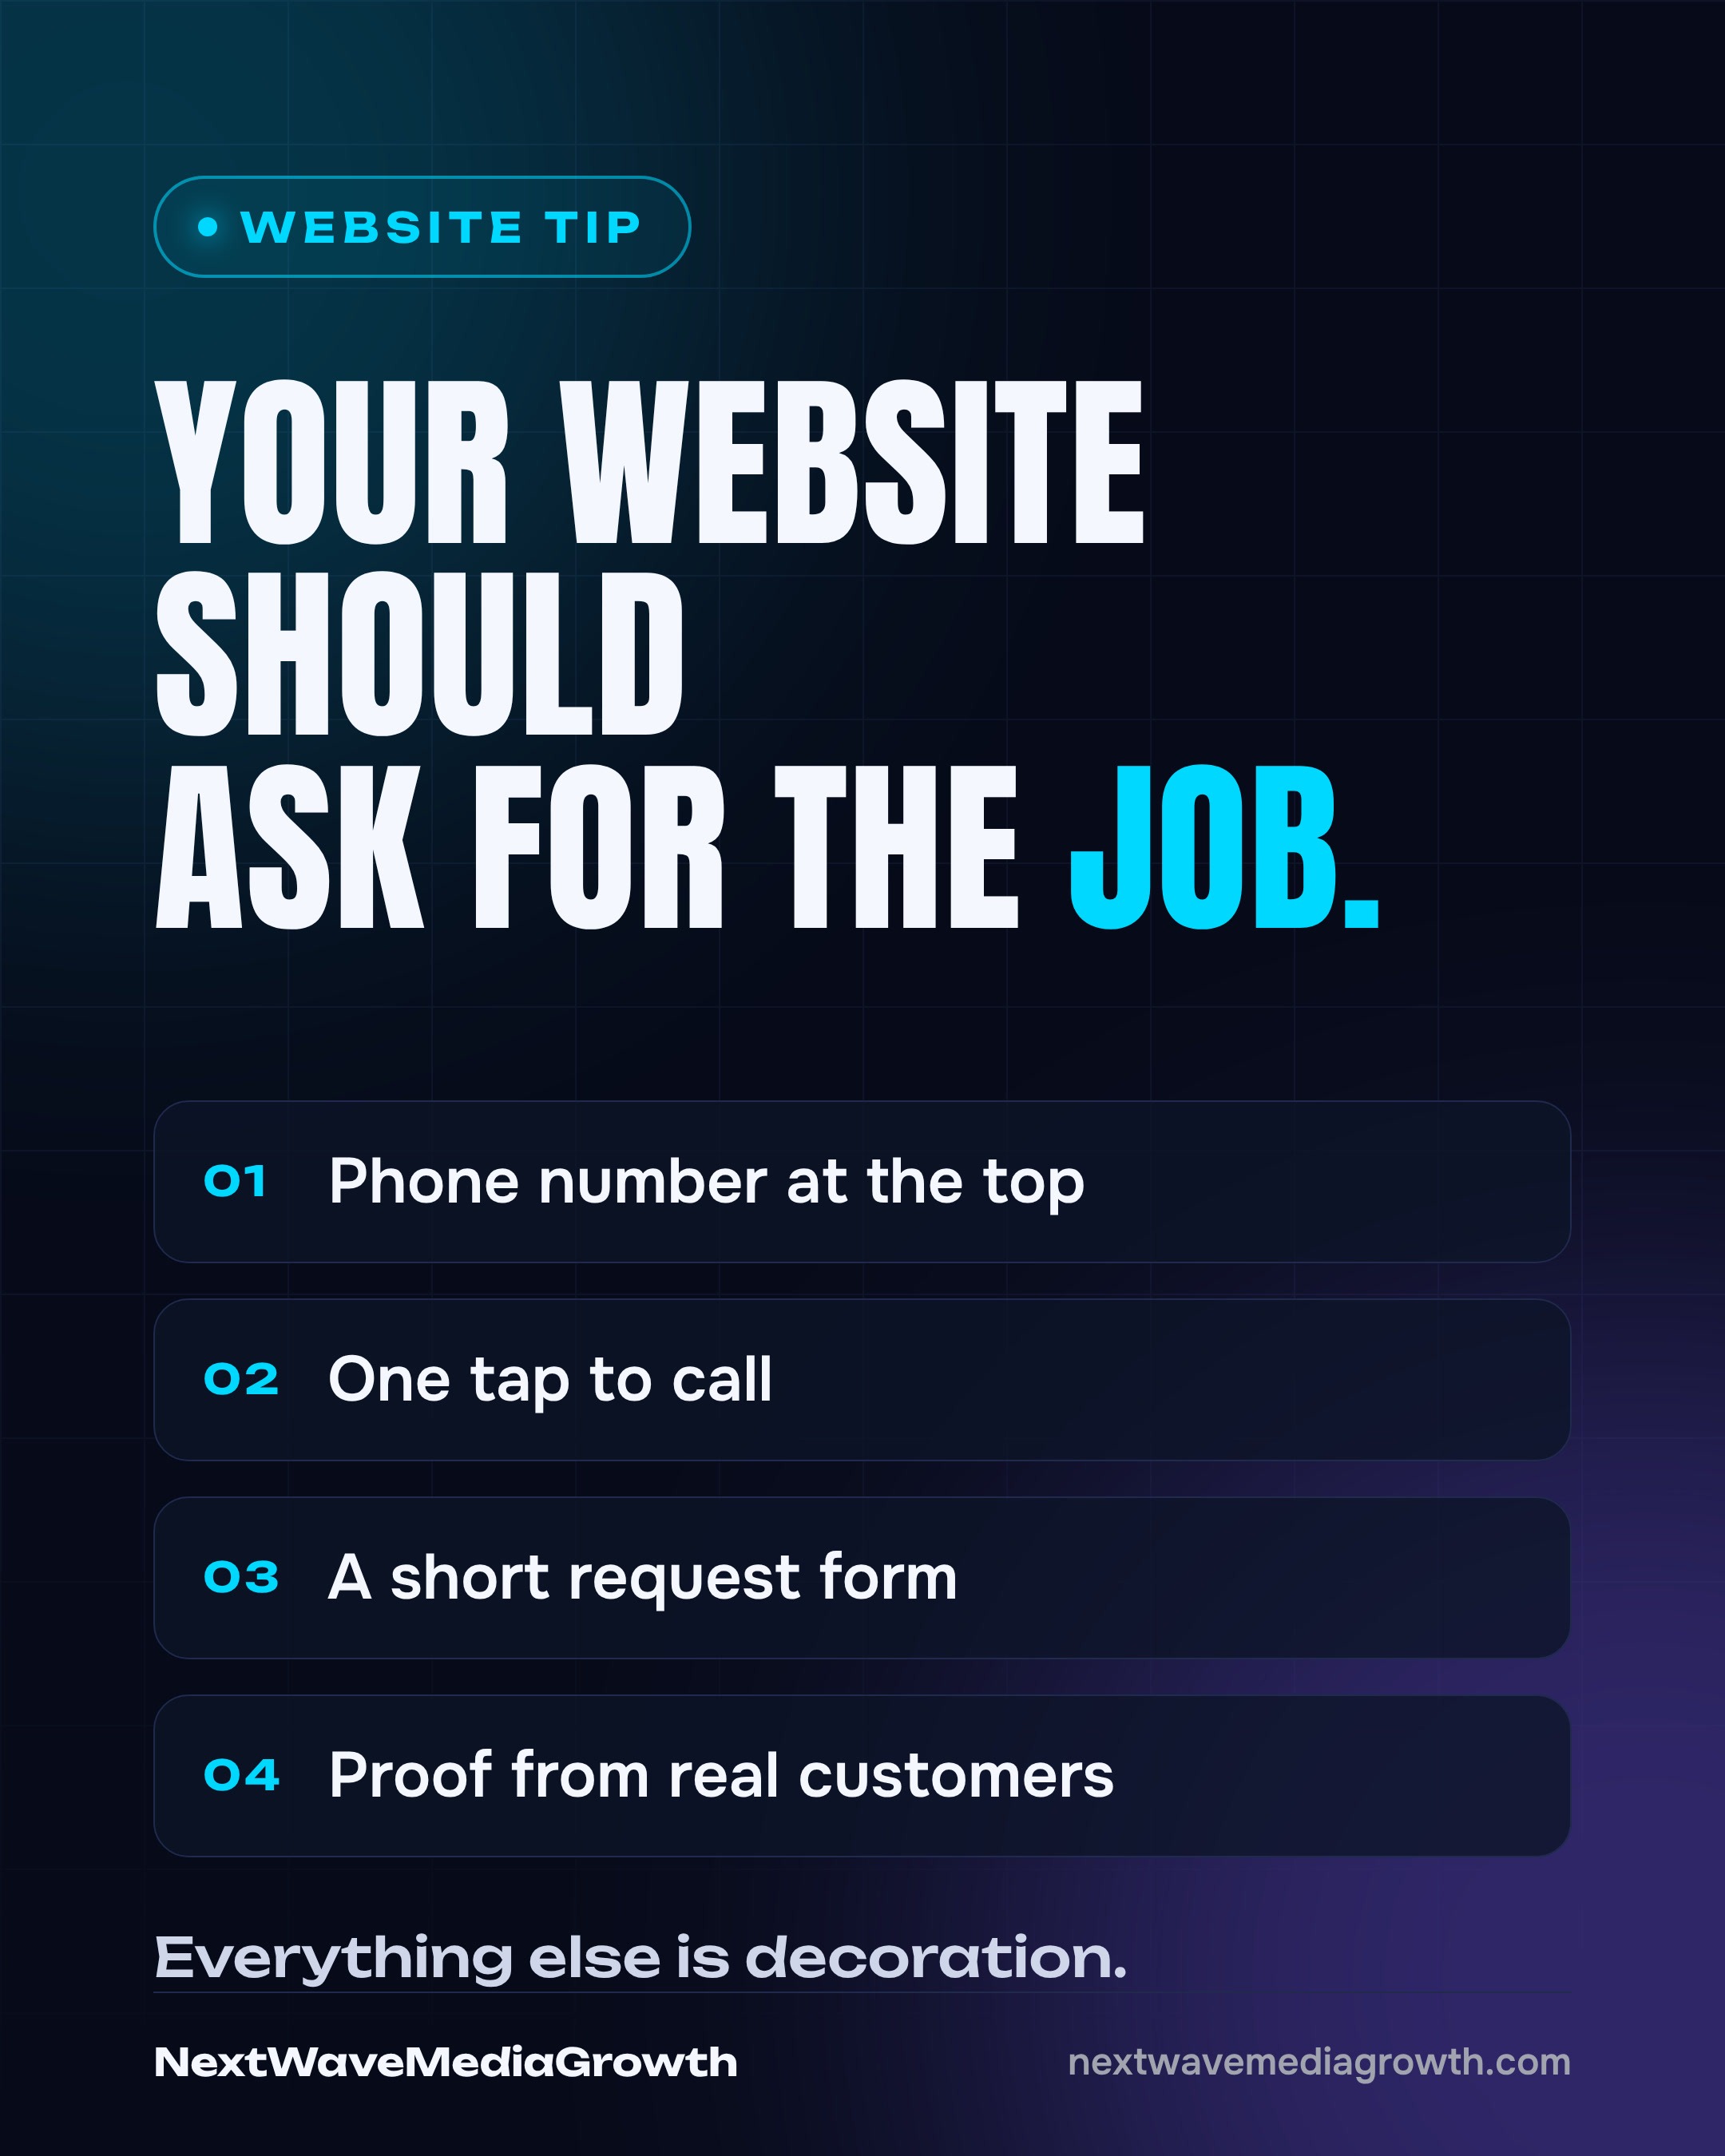 WEBSITE TIP
YOUR WEBSITE
SHOULD
ASK FOR THE JOB.
01 Phone number at the top
02 One tap to call
03 A short request form
04 Proof from real customers
Everything else is decoration.
NextWaveMediaGrowth nextwavemediagrowth.com